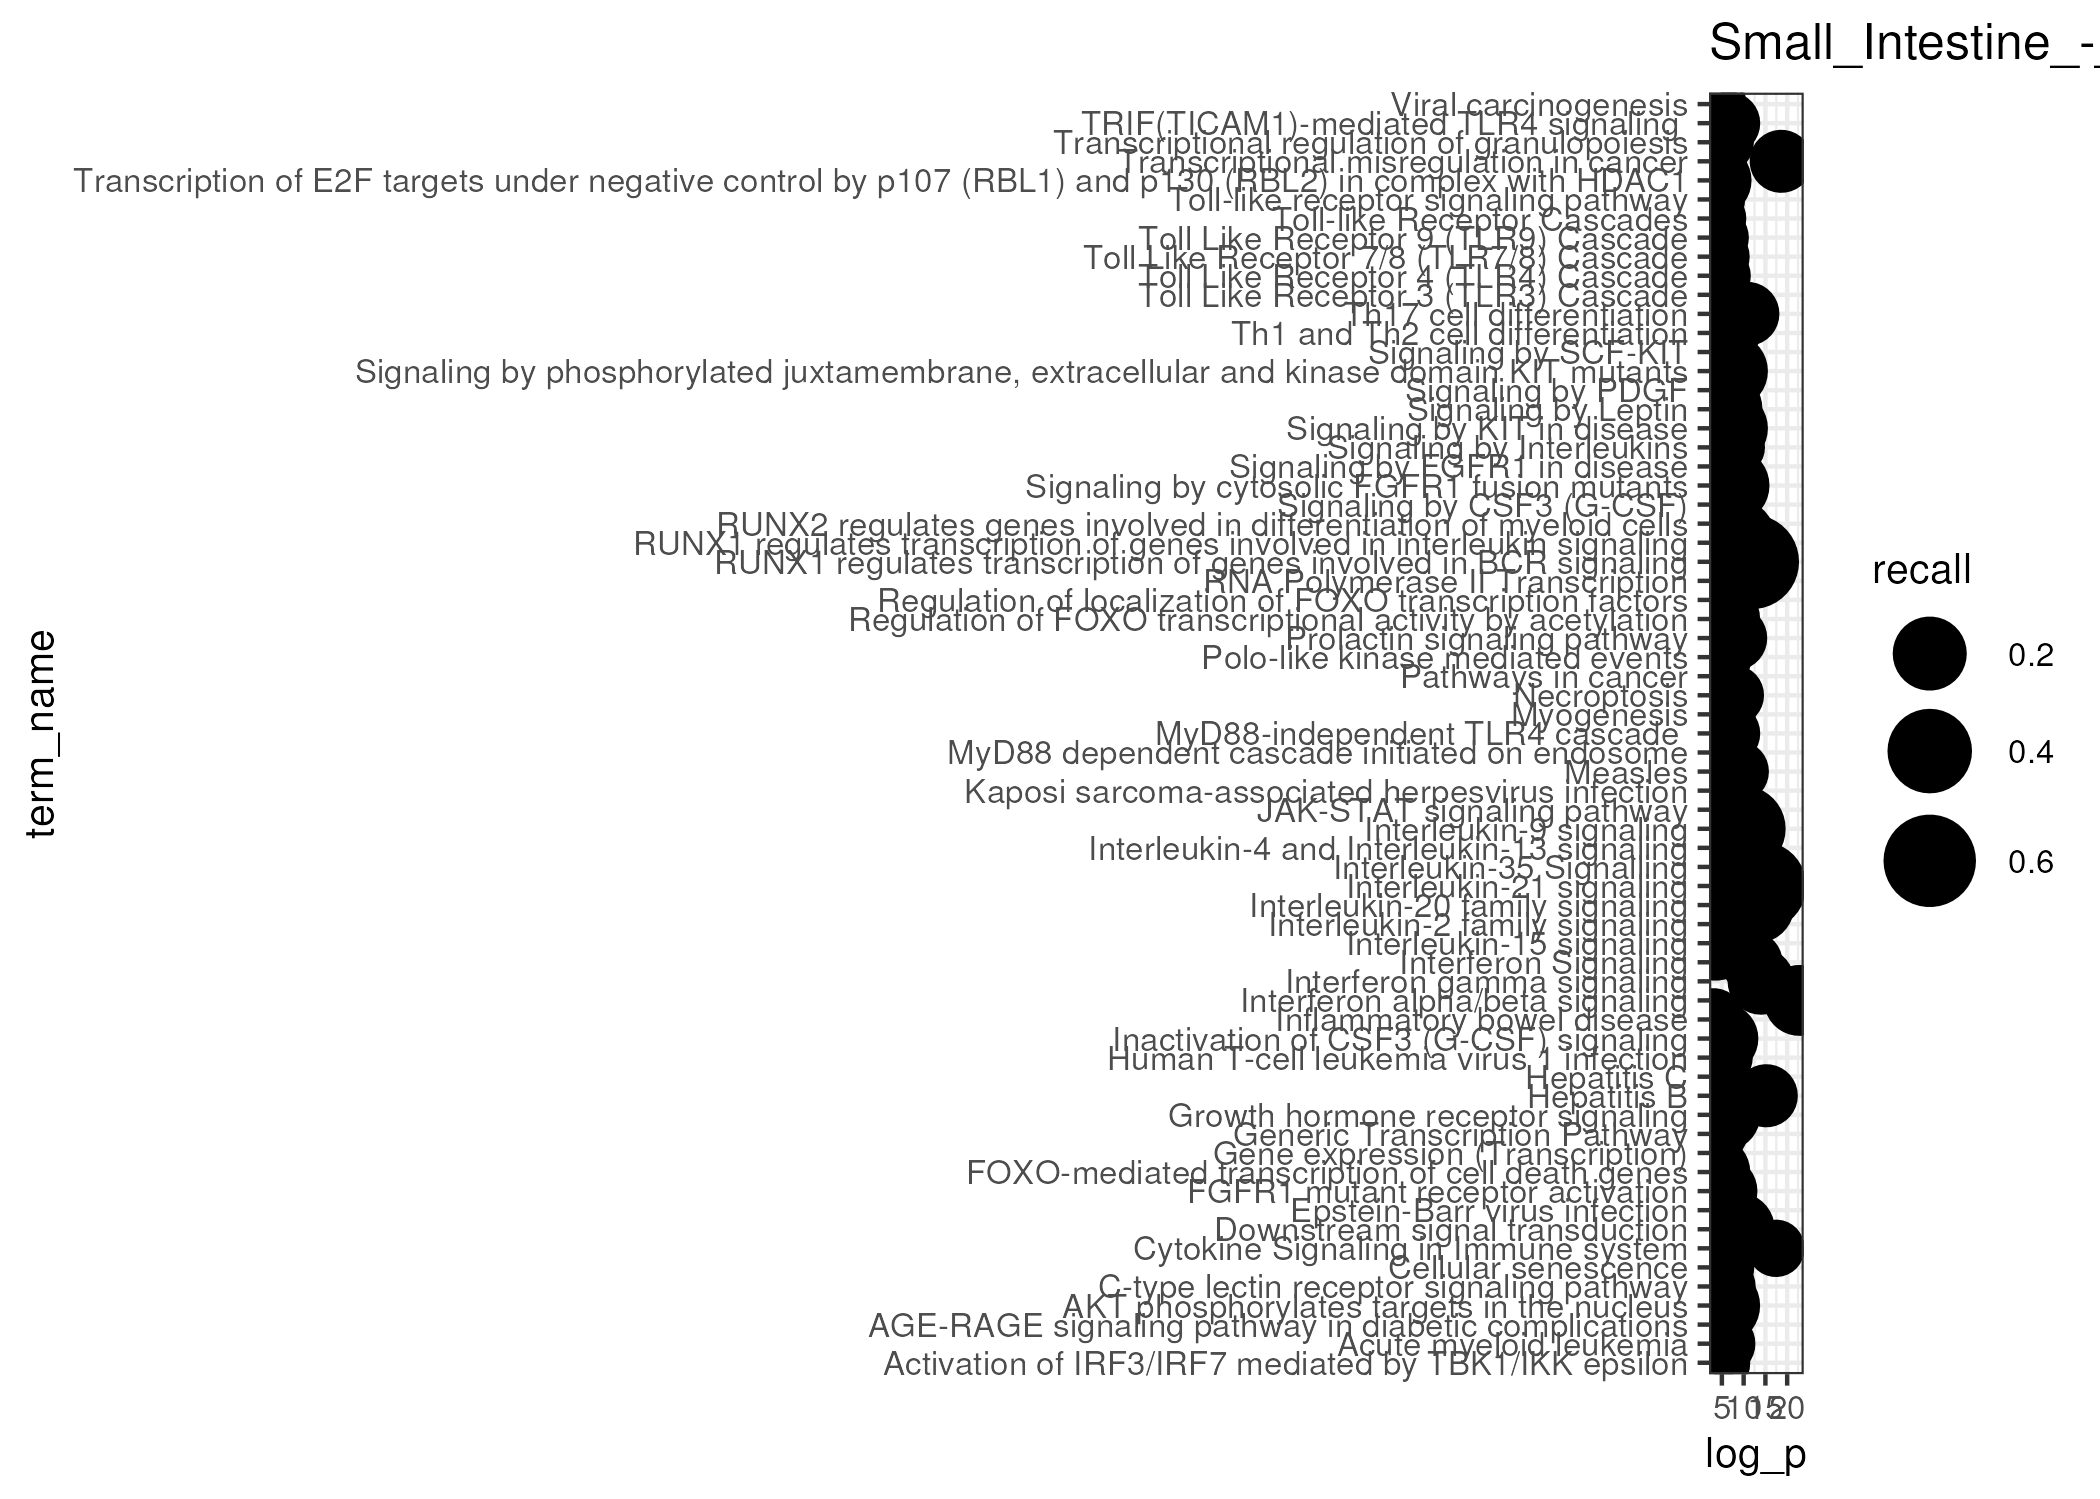 Small_Intestine_-_
Viral carcinogenesis
TRIF(TICAM1)-mediated TLR4 signaling
Transcriptional regulation of granulopoiesis
Transcriptional misregulation in cancer
Transcription of E2F targets under negative control by p107 (RBL1) and p130 (RBL2) in complex with HDAC1
Toll-like receptor signaling pathway
Toll-like Receptor Cascades
Toll Like Receptor 9 (TLR9) Cascade
Toll Like Receptor 7/8 (TLR7/8) Cascade
Toll Like Receptor 4 (TLR4) Cascade
Toll Like Receptor 3 (TLR3) Cascade
Th17 cell differentiation
Th1 and Th2 cell differentiation
Signaling by SCF-KIT
Signaling by phosphorylated juxtamembrane, extracellular and kinase domain KIT mutants
Signaling by PDGF
Signaling by Leptin
Signaling by KIT in disease
Signaling by Interleukins
Signaling by FGFR1 in disease
Signaling by cytosolic FGFR1 fusion mutants
Signaling by CSF3 (G-CSF)
RUNX2 regulates genes involved in differentiation of myeloid cells
RUNX1 regulates transcription of genes involved in interleukin signaling
RUNX1 regulates transcription of genes involved in BCR signaling
RNA Polymerase II Transcription
Regulation of localization of FOXO transcription factors
Regulation of FOXO transcriptional activity by acetylation
Prolactin signaling pathway
Polo-like kinase mediated events
Pathways in cancer
Necroptosis
Myogenesis
MyD88-independent TLR4 cascade
MyD88 dependent cascade initiated on endosome
Measles
Kaposi sarcoma-associated herpesvirus infection
JAK-STAT signaling pathway
Interleukin-9 signaling
Interleukin-4 and Interleukin-13 signaling
Interleukin-35 Signalling
Interleukin-21 signaling
Interleukin-20 family signaling
Interleukin-2 family signaling
Interleukin-15 signaling
Interferon Signaling
Interferon gamma signaling
Interferon alpha/beta signaling
Inflammatory bowel disease
Inactivation of CSF3 (G-CSF) signaling
Human T-cell leukemia virus 1 infection
Hepatitis C
Hepatitis B
Growth hormone receptor signaling
Generic Transcription Pathway
Gene expression (Transcription)
FOXO-mediated transcription of cell death genes
FGFR1 mutant receptor activation
Epstein-Barr virus infection
Downstream signal transduction
Cytokine Signaling in Immune system
Cellular senescence
C-type lectin receptor signaling pathway
AKT phosphorylates targets in the nucleus
AGE-RAGE signaling pathway in diabetic complications
Acute myeloid leukemia
Activation of IRF3/IRF7 mediated by TBK1/IKK epsilon
5 10 15 20
log_p
term_name
recall
0.2
0.4
0.6